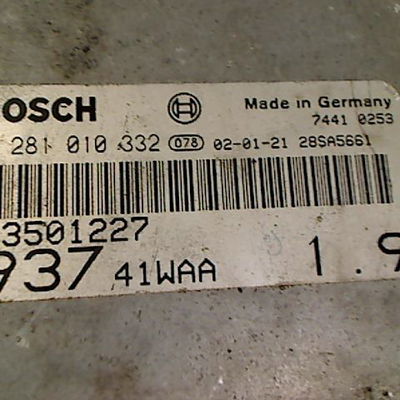 OSCH
Made in Germany
7441 0253
281 010 332 078 02-01-21 28SA5661
3501227
937 41WAA 1.9